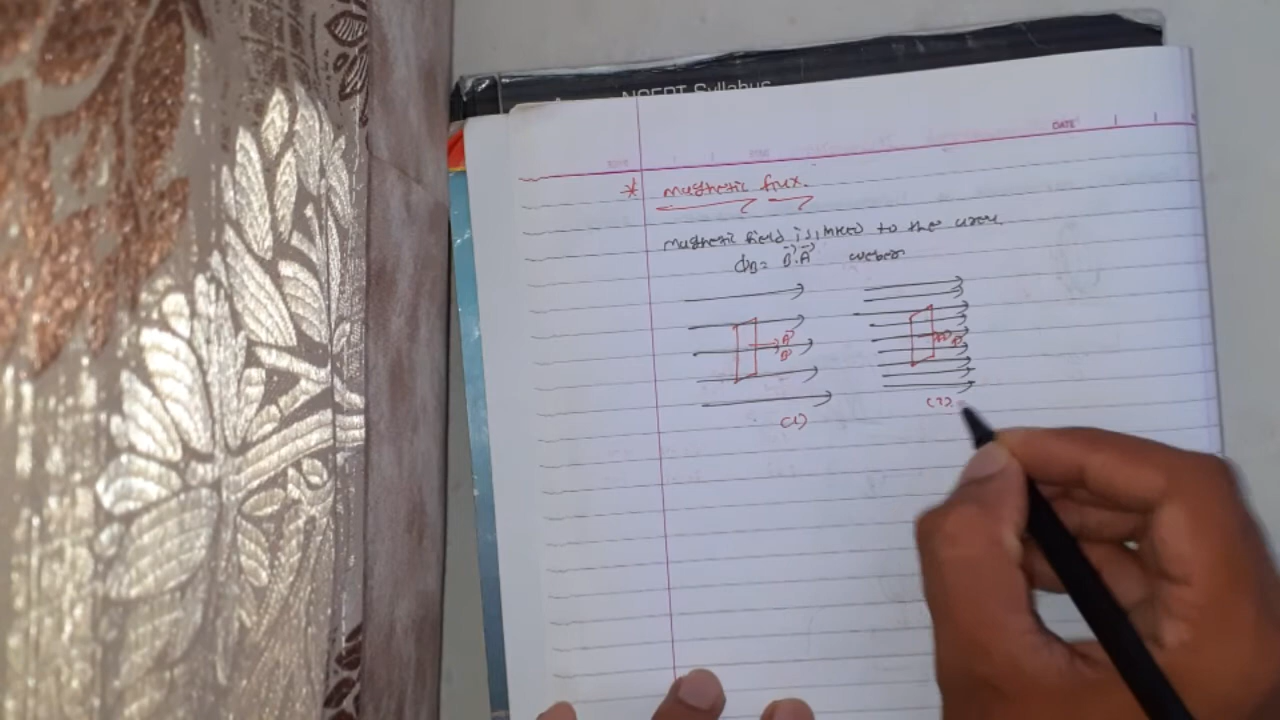 NCERT Syllabus
DATE
* magnetic flux.
magnetic field is linked to the area
ϕB = B⃗.A⃗ weber
A⃗
B⃗
(1)
(2)